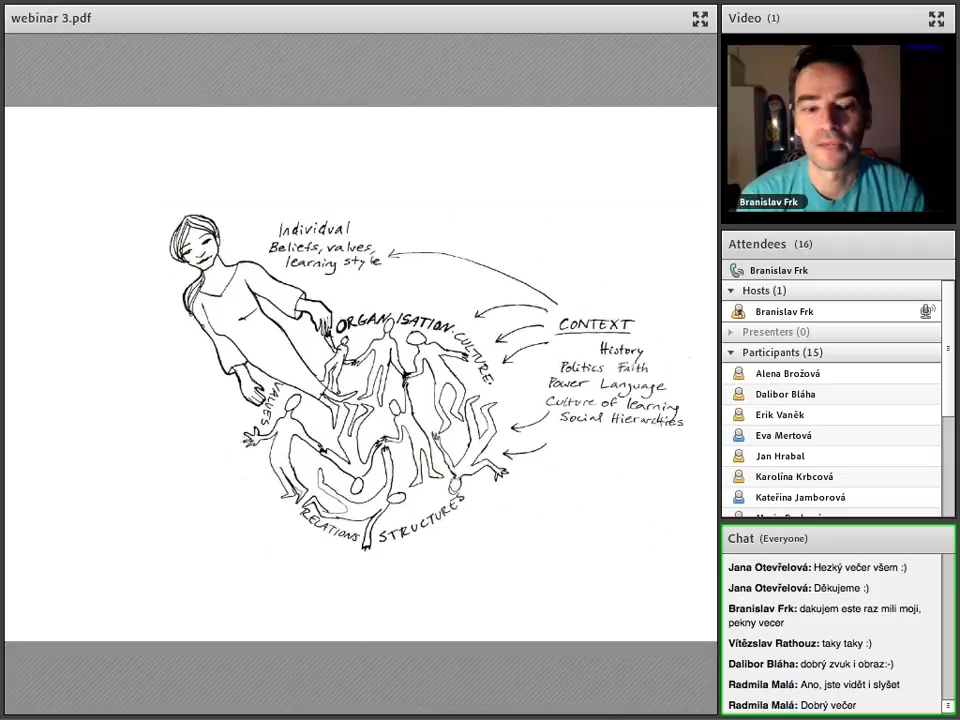 webinar 3.pdf
Individual
Beliefs, values,
learning style
ORGANISATION.CULTURE.
VALUES
RELATIONS
STRUCTURES
CONTEXT
History
Politics Faith
Power Language
Culture of learning
Social Hierarchies
Video (1)
Branislav Frk
Attendees (16)
Branislav Frk
Hosts (1)
Branislav Frk
Presenters (0)
Participants (15)
Alena Brožová
Dalibor Bláha
Erik Vaněk
Eva Mertová
Jan Hrabal
Karolína Krbcová
Kateřina Jamborová
Chat (Everyone)
Jana Otevřelová: Hezký večer všem :)
Jana Otevřelová: Děkujeme :)
Branislav Frk: dakujem este raz mili moji,
pekny vecer
Vítězslav Rathouz: taky taky :)
Dalibor Bláha: dobrý zvuk i obraz:-)
Radmila Malá: Ano, jste vidět i slyšet
Radmila Malá: Dobrý večer